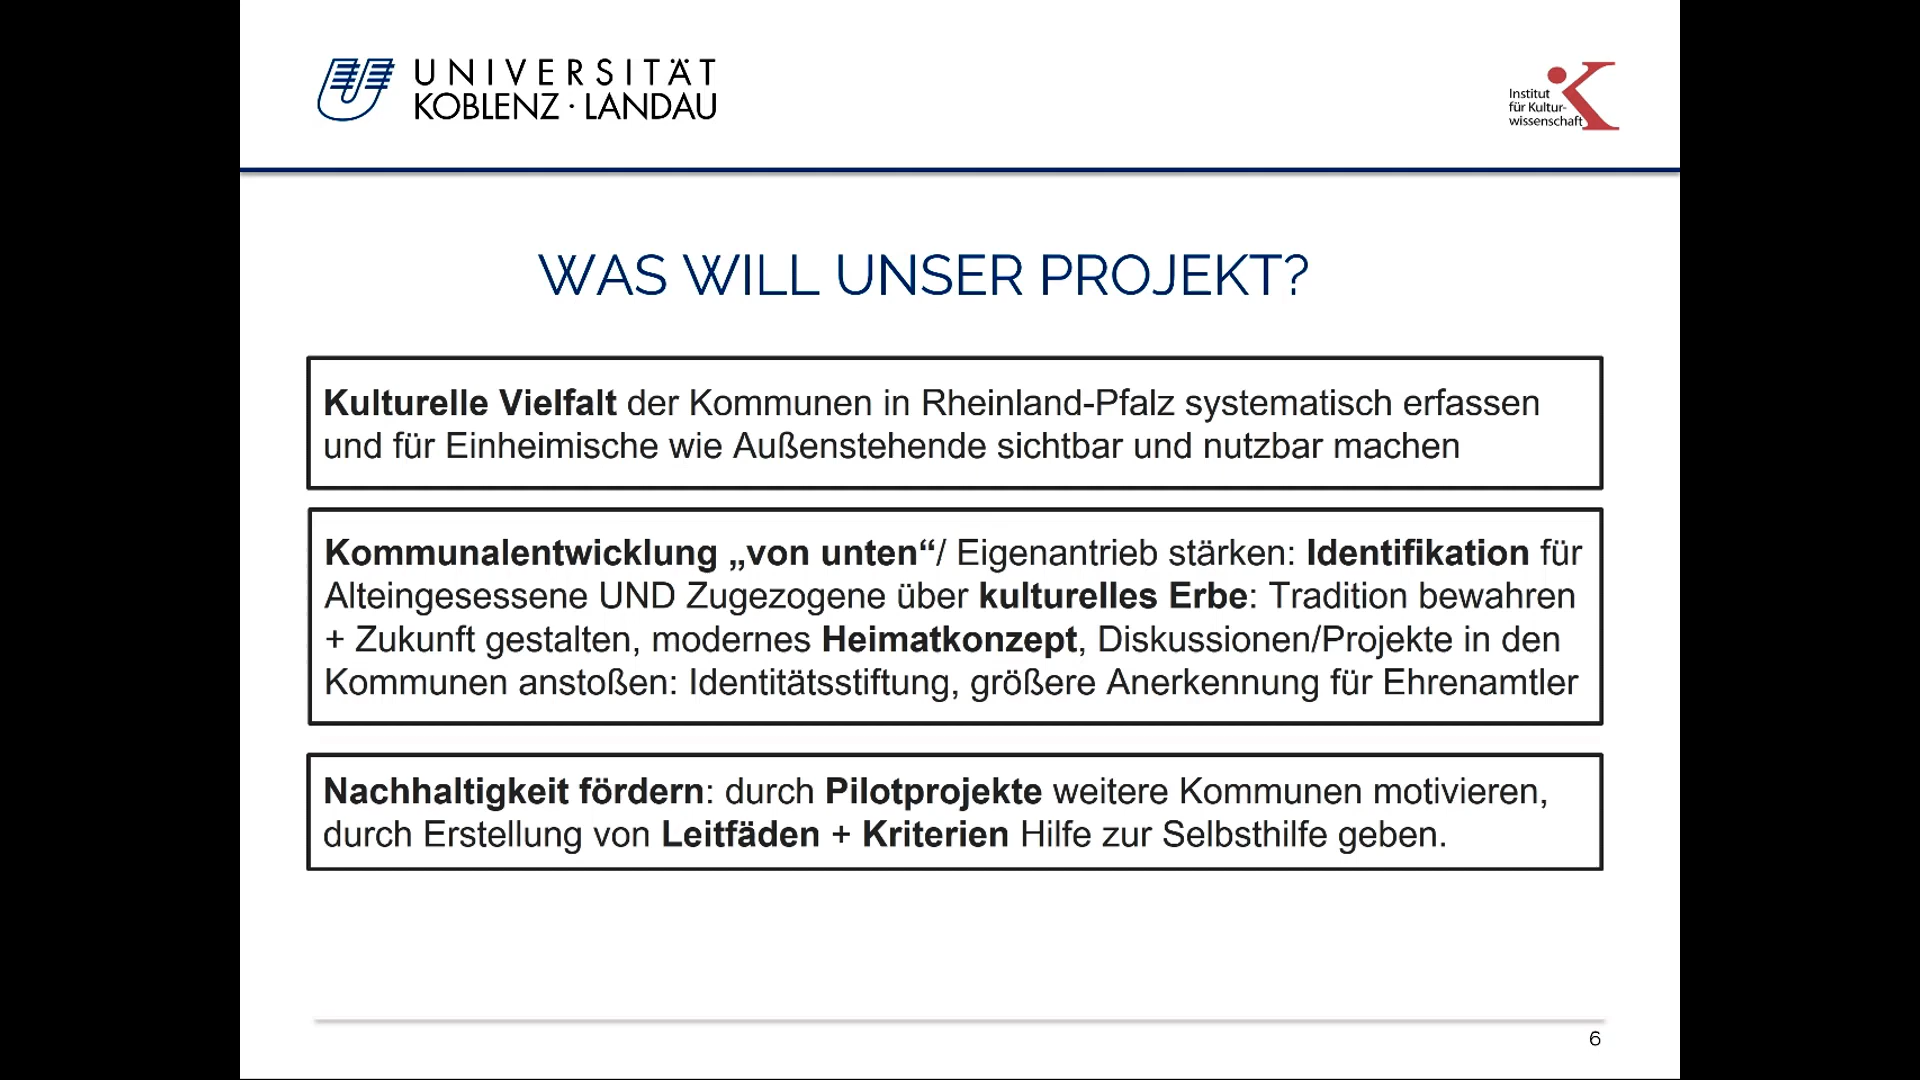 UNIVERSITÄT
KOBLENZ · LANDAU
Institut
für Kultur-
wissenschaft
WAS WILL UNSER PROJEKT?
Kulturelle Vielfalt der Kommunen in Rheinland-Pfalz systematisch erfassen
und für Einheimische wie Außenstehende sichtbar und nutzbar machen
Kommunalentwicklung „von unten“/ Eigenantrieb stärken: Identifikation für
Alteingesessene UND Zugezogene über kulturelles Erbe: Tradition bewahren
+ Zukunft gestalten, modernes Heimatkonzept, Diskussionen/Projekte in den
Kommunen anstoßen: Identitätsstiftung, größere Anerkennung für Ehrenamtler
Nachhaltigkeit fördern: durch Pilotprojekte weitere Kommunen motivieren,
durch Erstellung von Leitfäden + Kriterien Hilfe zur Selbsthilfe geben.
6